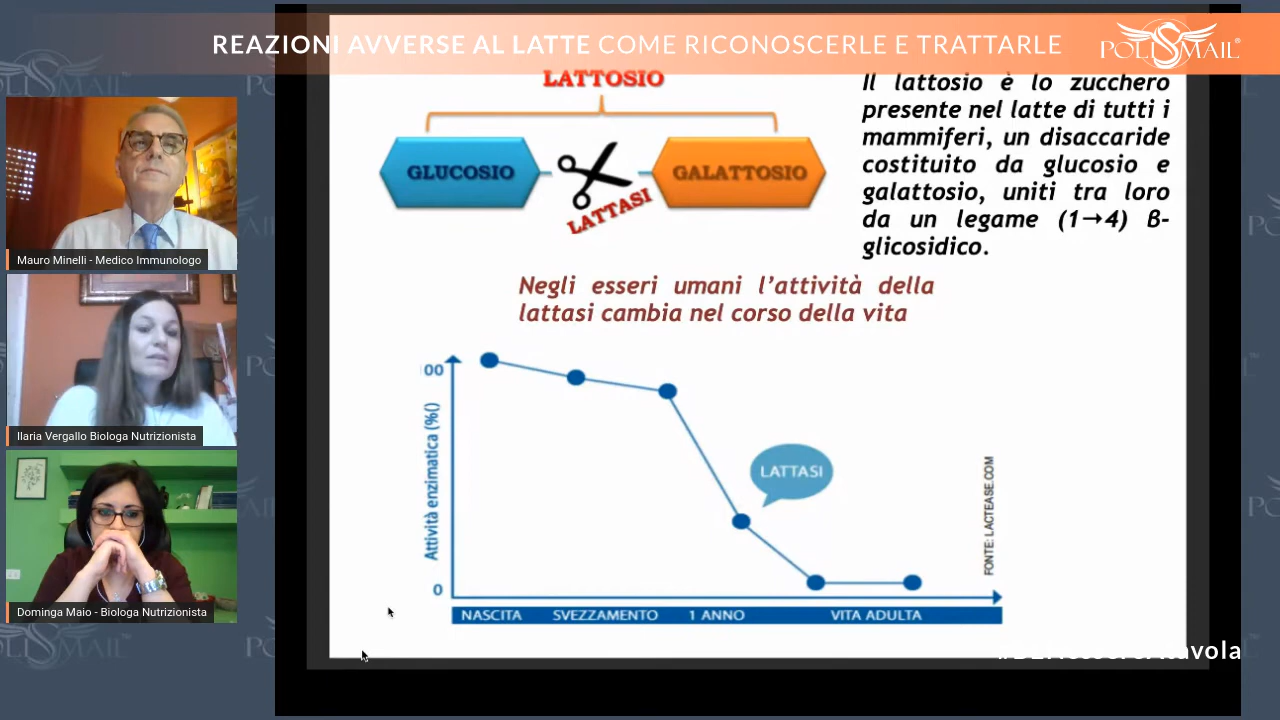 REAZIONI AVVERSE AL LATTE COME RICONOSCERLE E TRATTARLE
POLISMAIL®
Mauro Minelli - Medico Immunologo
Ilaria Vergallo Biologa Nutrizionista
Dominga Maio - Biologa Nutrizionista
LATTOSIO
GLUCOSIO
GALATTOSIO
LATTASI
Il lattosio è lo zucchero
presente nel latte di tutti i
mammiferi, un disaccaride
costituito da glucosio e
galattosio, uniti tra loro
da un legame (1→4) ß-
glicosidico.
Negli esseri umani l'attività della
lattasi cambia nel corso della vita
00
Attività enzimatica (%()
0
LATTASI
FONTE: LACTEASE.COM
NASCITA SVEZZAMENTO 1 ANNO VITA ADULTA